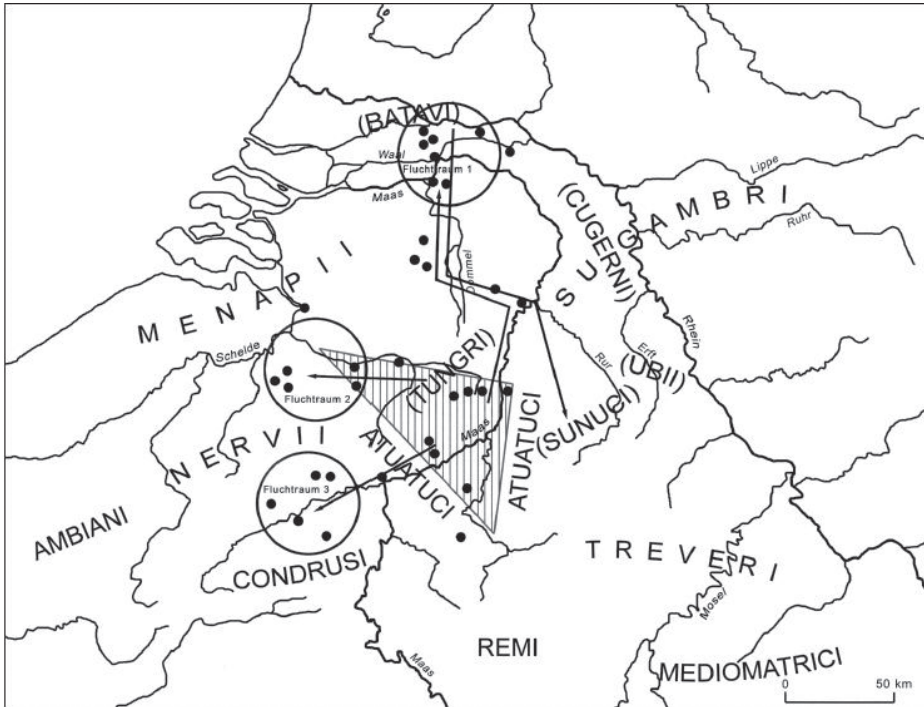 (BATAVI)
Waal
Fluchtraum 1
Maas
Lippe
Ruhr
SUGAMBRI
(CUGERNI)
Dommel
MENAPII
Rhein
Schelde
(TUNGRI)
Rur
Erft
(UBII)
Fluchtraum 2
Maas
(SUNUCI)
NERVII
ATUATUCI
ATUATUCI
Fluchtraum 3
AMBIANI
CONDRUSI
TREVERI
Mosel
REMI
Maas
MEDIOMATRICI
0 50 km